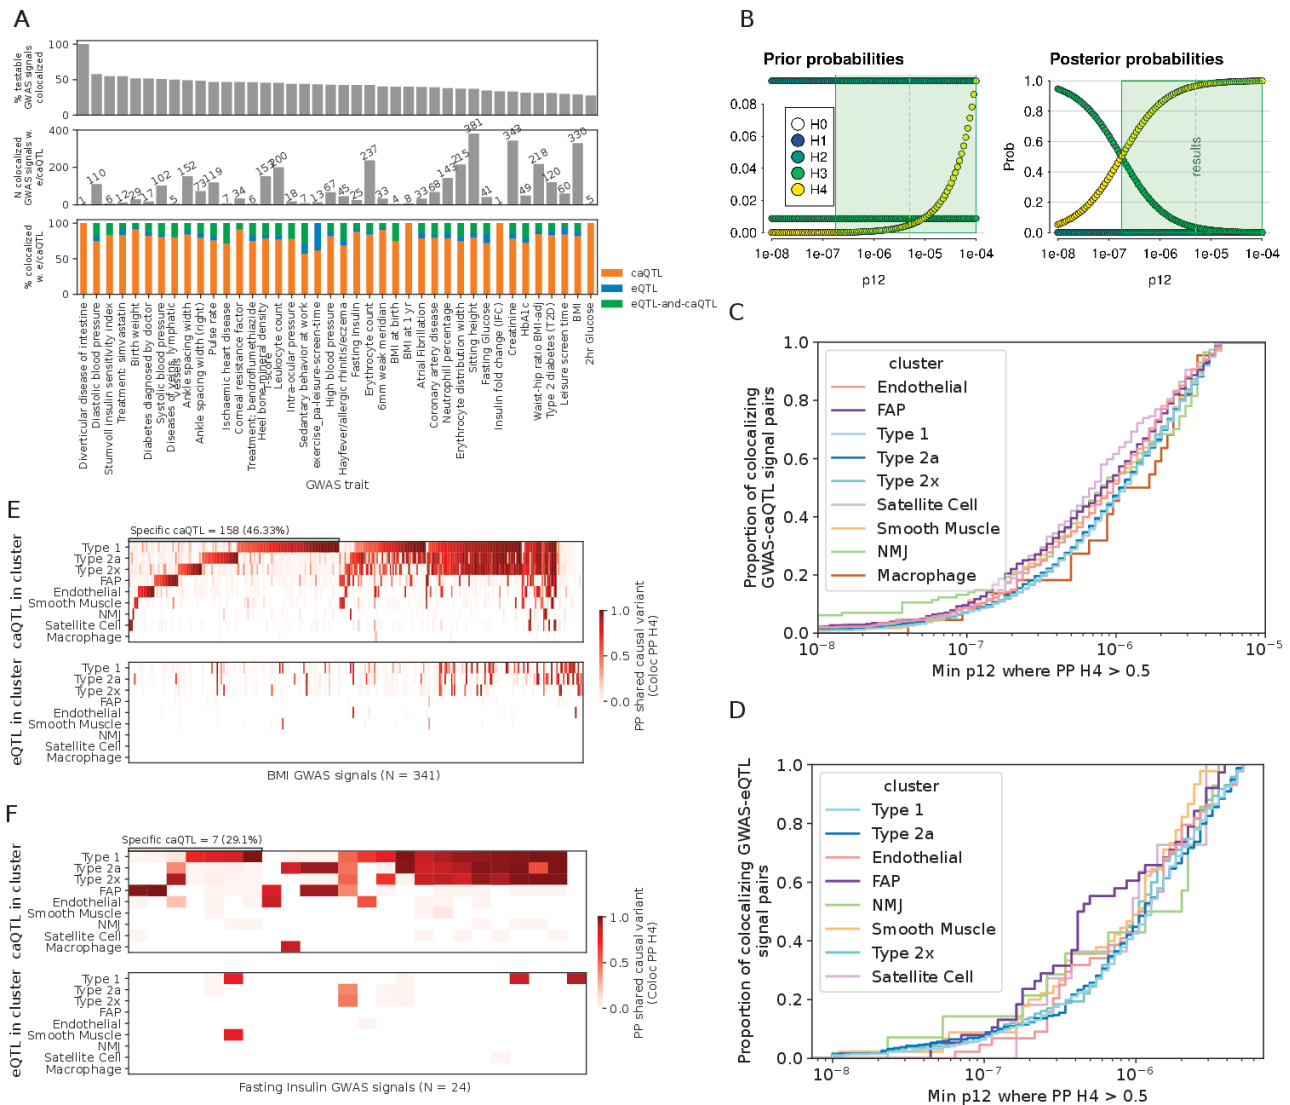 A
% testable
GWAS signals
colocalized
100
50
0
N colocalized
GWAS signals w.
e/caQTL
400
200
0
1
110
6
12
29
17
102
5
152
73
119
7
34
6
153
200
18
7
13
67
45
25
237
33
4
8
33
68
143
215
381
41
1
343
49
218
120
60
330
5
% colocalized
w. e/caQTL
100
50
0
caQTL
eQTL
eQTL-and-caQTL
Diverticular disease of intestine
Diastolic blood pressure
Stumvoll insulin sensitivity index
Treatment: simvastatin
Birth weight
Diabetes diagnosed by doctor
Systolic blood pressure
Diseases of veins, lymphatic
vessels
Ankle spacing width
Ankle spacing width (right)
Pulse rate
Ischaemic heart disease
Corneal resistance factor
Treatment: bendroflumethiazide
Heel bone mineral density
T-score
Leukocyte count
Intra-ocular pressure
Sedantary behavior at work
exercise_pa-leisure-screen-time
High blood pressure
Hayfever/allergic rhinitis/eczema
Fasting Insulin
Erythrocyte count
6mm weak meridian
BMI at birth
BMI at 1 yr
Atrial Fibrillation
Coronary artery disease
Neutrophil percentage
Erythrocyte distribution width
Sitting height
Fasting Glucose
Insulin fold change (IFC)
Creatinine
HbA1c
Waist-hip ratio BMI-adj
Type 2 diabetes (T2D)
Leisure screen time
BMI
2hr Glucose
GWAS trait
B
Prior probabilities
0.08
0.06
0.04
0.02
0.00
H0
H1
H2
H3
H4
1e-08
1e-07
1e-06
1e-05
1e-04
p12
Posterior probabilities
Prob
1.0
0.8
0.6
0.4
0.2
0.0
results
1e-08
1e-07
1e-06
1e-05
1e-04
p12
C
Proportion of colocalizing
GWAS-caQTL signal pairs
1.0
0.8
0.6
0.4
0.2
0.0
cluster
Endothelial
FAP
Type 1
Type 2a
Type 2x
Satellite Cell
Smooth Muscle
NMJ
Macrophage
10−8
10−7
10−6
10−5
Min p12 where PP H4 > 0.5
D
Proportion of colocalizing GWAS-eQTL
signal pairs
1.0
0.8
0.6
0.4
0.2
0.0
cluster
Type 1
Type 2a
Endothelial
FAP
NMJ
Smooth Muscle
Type 2x
Satellite Cell
10−8
10−7
10−6
Min p12 where PP H4 > 0.5
E
Specific caQTL = 158 (46.33%)
caQTL in cluster
Type 1
Type 2a
Type 2x
FAP
Endothelial
Smooth Muscle
NMJ
Satellite Cell
Macrophage
eQTL in cluster
Type 1
Type 2a
Type 2x
FAP
Endothelial
Smooth Muscle
NMJ
Satellite Cell
Macrophage
BMI GWAS signals (N = 341)
1.0
0.5
0.0
PP shared causal variant
(Coloc PP H4)
F
Specific caQTL = 7 (29.1%)
caQTL in cluster
Type 1
Type 2a
Type 2x
FAP
Endothelial
Smooth Muscle
NMJ
Satellite Cell
Macrophage
eQTL in cluster
Type 1
Type 2a
Type 2x
FAP
Endothelial
Smooth Muscle
NMJ
Satellite Cell
Macrophage
Fasting Insulin GWAS signals (N = 24)
1.0
0.5
0.0
PP shared causal variant
(Coloc PP H4)